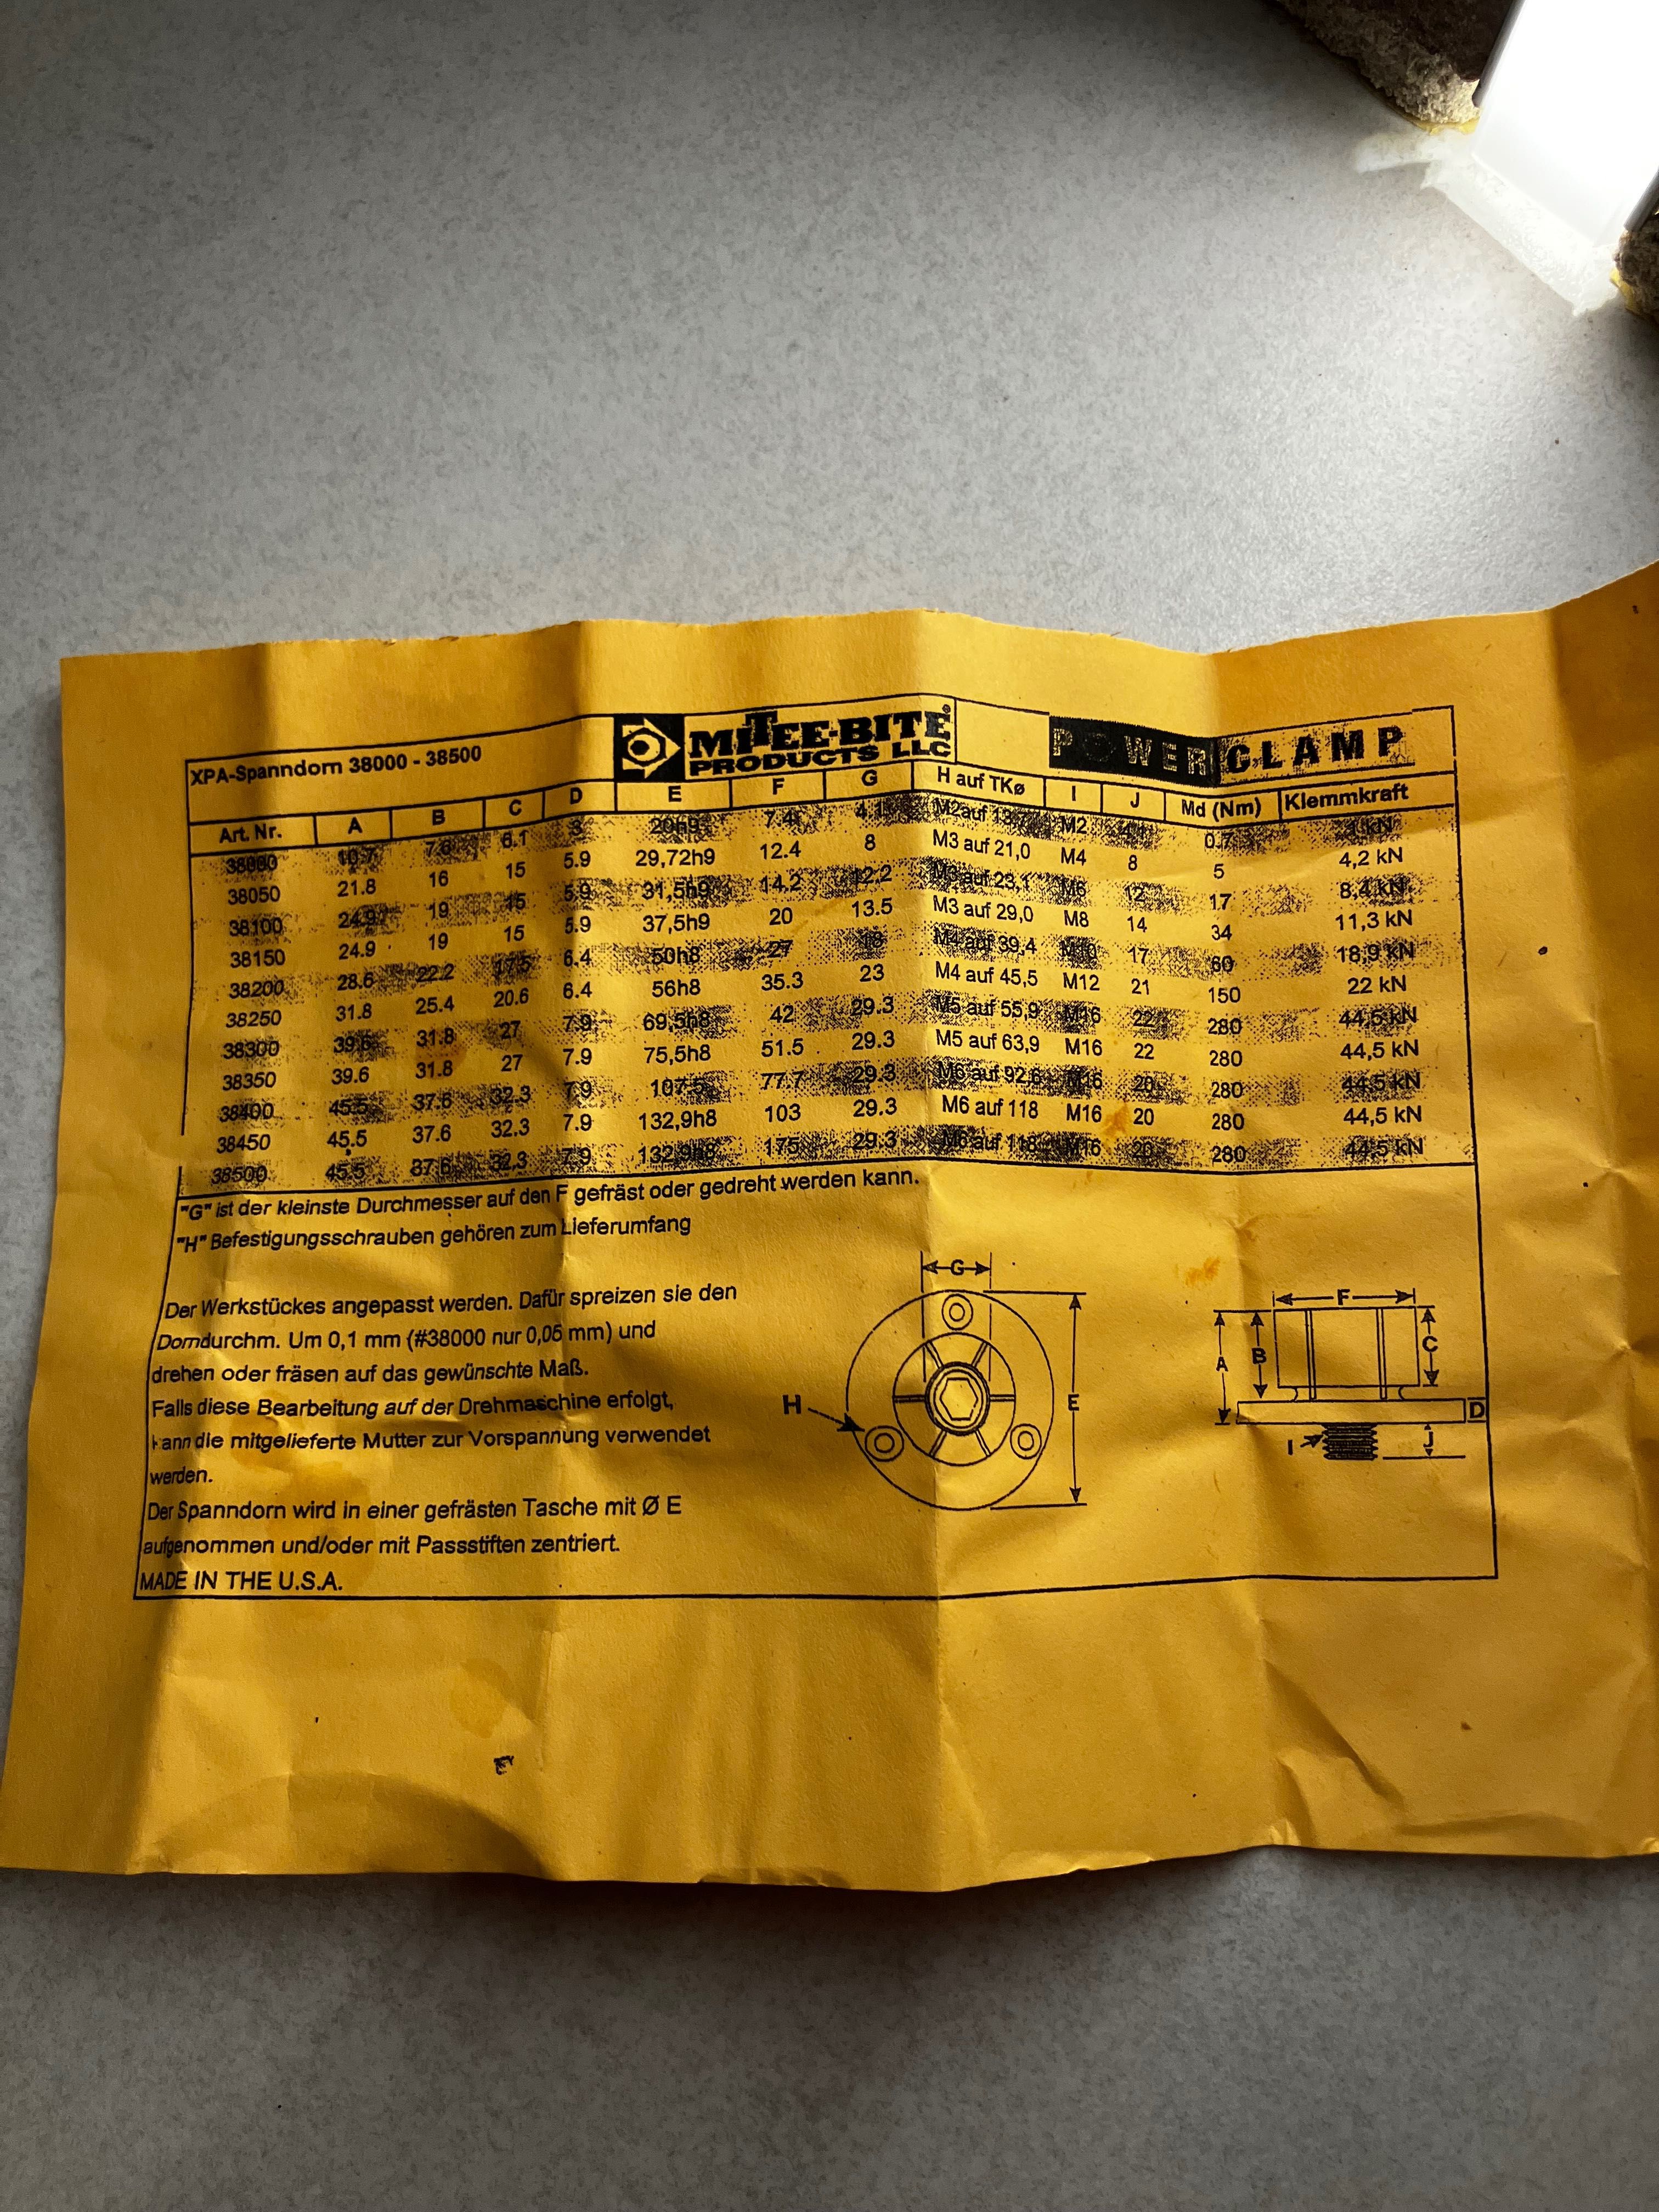 XPA-Spanndorn 38000 - 38500 MITEE-BITE® PRODUCTS LLC POWER CLAMP
Art. Nr. A B C D E F G H auf TKø I J Md (Nm) Klemmkraft
38000 10.7 7.6 6.1 3 20h9 7.4 4.1 M2auf 13,7 M2 0.7 1 kN
38050 21.8 16 15 5.9 29,72h9 12.4 8 M3 auf 21,0 M4 8 5 4,2 kN
38100 24.9 19 15 5.9 31,5h9 14.2 12.2 M3 auf 23,1 M6 12 17 8,4 kN
38150 24.9 19 15 5.9 37,5h9 20 13.5 M3 auf 29,0 M8 14 34 11,3 kN
38200 28.6 22.2 17.5 6.4 50h8 27 18 M4 auf 39,4 M10 17 60 18,9 kN
38250 31.8 25.4 20.6 6.4 56h8 35.3 23 M4 auf 45,5 M12 21 150 22 kN
38300 39.6 31.8 27 7.9 69,5h8 42 29.3 M5 auf 55,9 M16 22 280 44,5 kN
38350 39.6 31.8 27 7.9 75,5h8 51.5 29.3 M5 auf 63,9 M16 22 280 44,5 kN
38400 45.5 37.6 32.3 7.9 107,5 77.7 29.3 M6 auf 92,6 M16 20 280 44,5 kN
38450 45.5 37.6 32.3 7.9 132,9h8 103 29.3 M6 auf 118 M16 20 280 44,5 kN
38500 45.5 37.6 32.3 7.9 132,9h8 175 29.3 M6 auf 118 M16 20 280 44,5 kN
"G" ist der kleinste Durchmesser auf den F gefräst oder gedreht werden kann.
"H" Befestigungsschrauben gehören zum Lieferumfang
Der Werkstückes angepasst werden. Dafür spreizen sie den
Dorndurchm. Um 0,1 mm (#38000 nur 0,05 mm) und
drehen oder fräsen auf das gewünschte Maß.
Falls diese Bearbeitung auf der Drehmaschine erfolgt,
kann die mitgelieferte Mutter zur Vorspannung verwendet
werden.
Der Spanndorn wird in einer gefrästen Tasche mit Ø E
aufgenommen und/oder mit Passstiften zentriert.
MADE IN THE U.S.A.
G
H
E
F
A
B
C
D
I
J